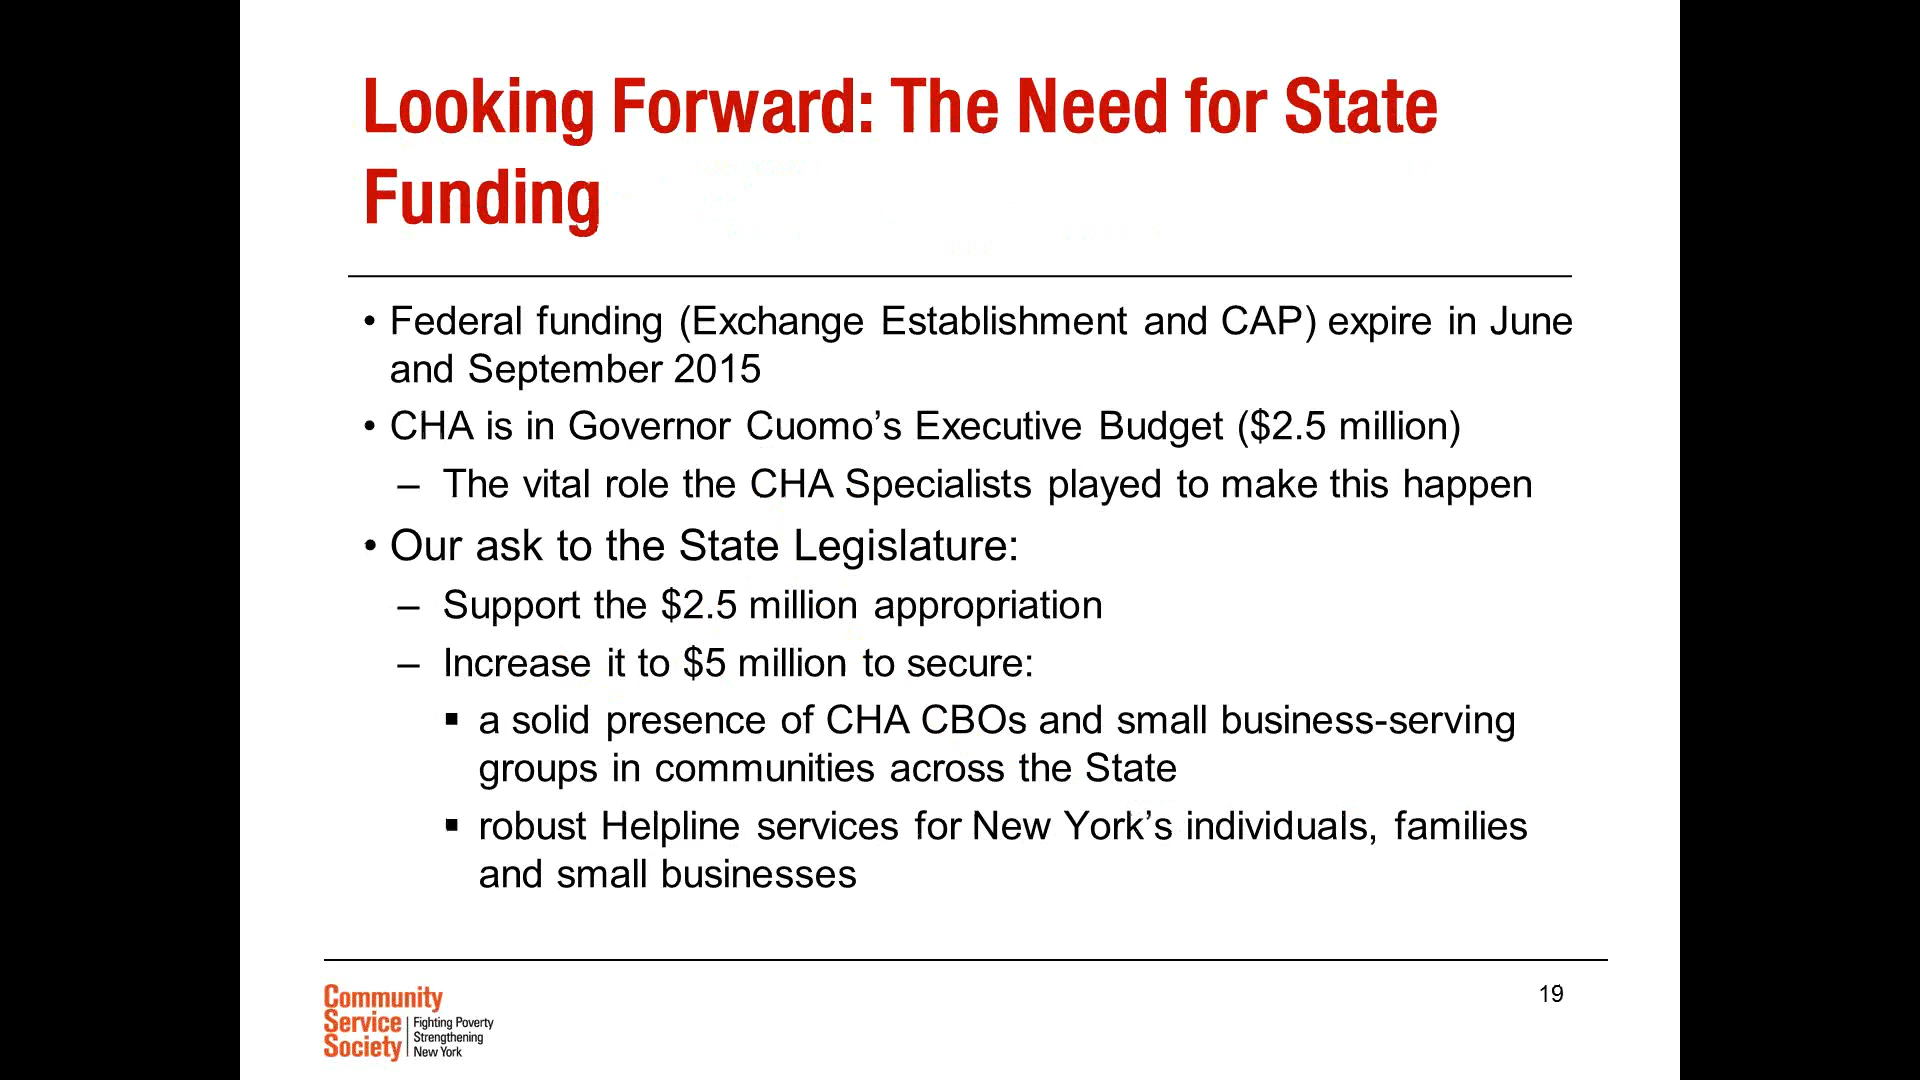 Looking Forward: The Need for State
Funding
• Federal funding (Exchange Establishment and CAP) expire in June
and September 2015
• CHA is in Governor Cuomo’s Executive Budget ($2.5 million)
– The vital role the CHA Specialists played to make this happen
• Our ask to the State Legislature:
– Support the $2.5 million appropriation
– Increase it to $5 million to secure:
▪ a solid presence of CHA CBOs and small business-serving
groups in communities across the State
▪ robust Helpline services for New York’s individuals, families
and small businesses
Community
Service
Society
Fighting Poverty
Strengthening
New York
19